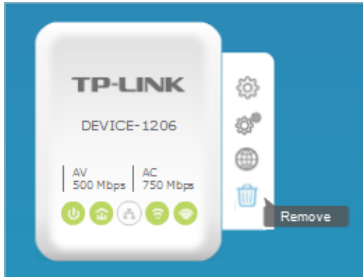 TP-LINK
DEVICE-1206
AV
500 Mbps
AC
750 Mbps
Remove